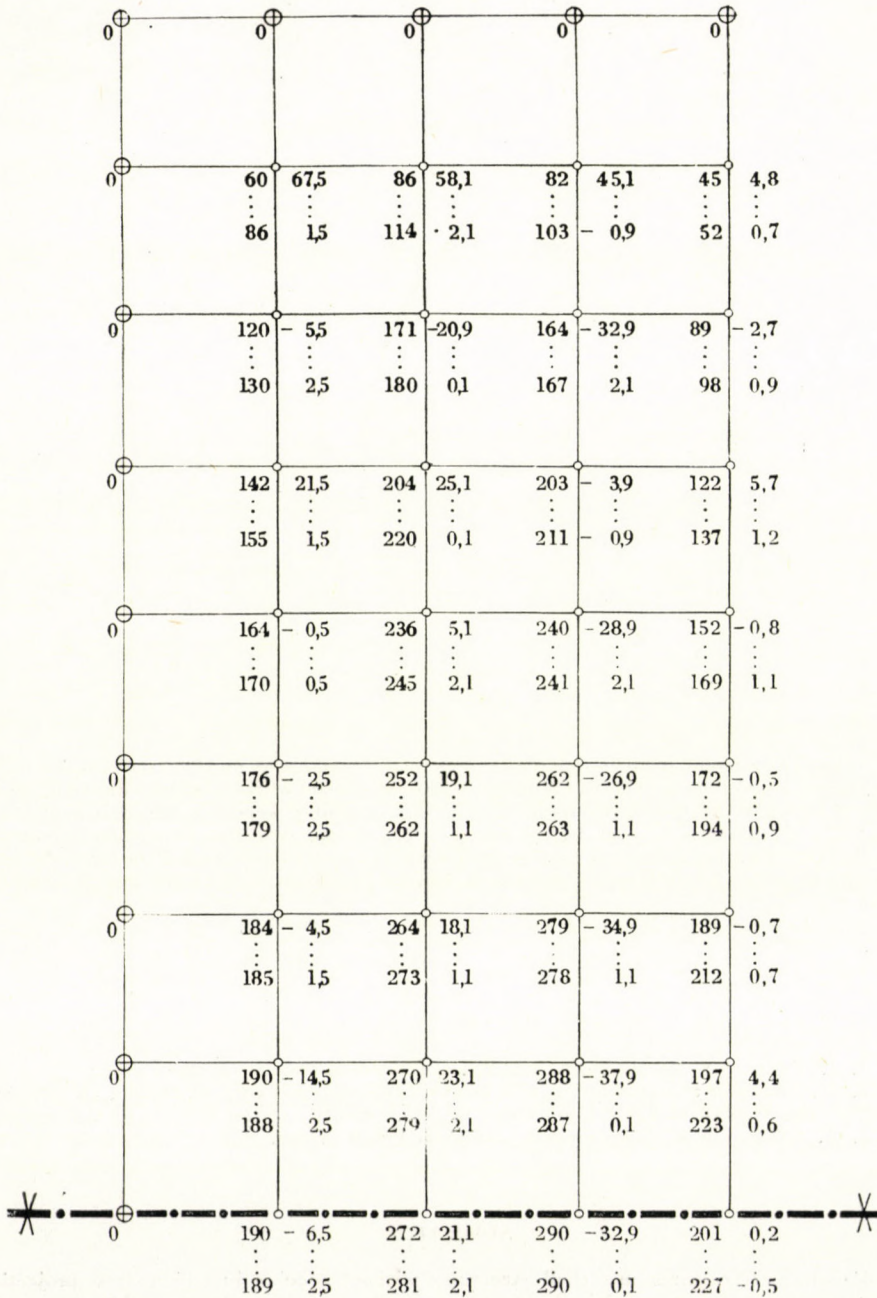 0 0 0 0 0
0 60 67,5 86 58,1 82 45,1 45 4,8
86 1,5 114 2,1 103 - 0,9 52 0,7
0 120 - 5,5 171 -20,9 164 - 32,9 89 - 2,7
130 2,5 180 0,1 167 2,1 98 0,9
0 142 21,5 204 25,1 203 - 3,9 122 5,7
155 1,5 220 0,1 211 - 0,9 137 1,2
0 164 - 0,5 236 5,1 240 -28,9 152 -0,8
170 0,5 245 2,1 241 2,1 169 1,1
0 176 - 2,5 252 19,1 262 -26,9 172 -0,5
179 2,5 262 1,1 263 1,1 194 0,9
0 184 - 4,5 264 18,1 279 - 34,9 189 -0,7
185 1,5 273 1,1 278 1,1 212 0,7
0 190 -14,5 270 23,1 288 -37,9 197 4,4
188 2,5 279 2,1 287 0,1 223 0,6
0 190 - 6,5 272 21,1 290 -32,9 201 0,2
189 2,5 281 2,1 290 0,1 227 -0,5